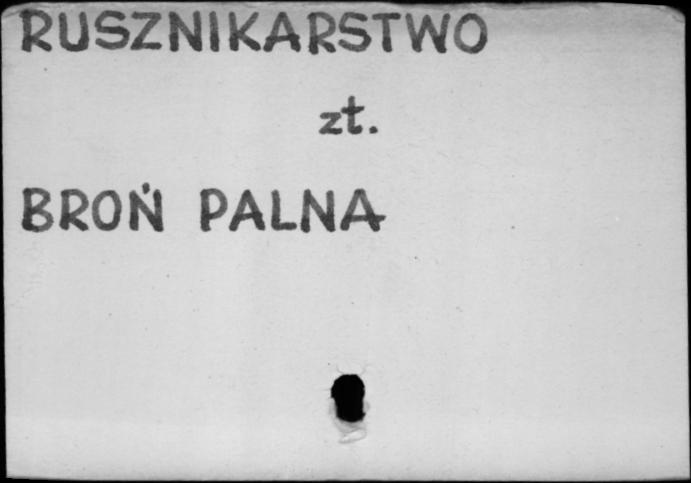 RUSZNIKARSTWO
zt.
BROŃ PALNA